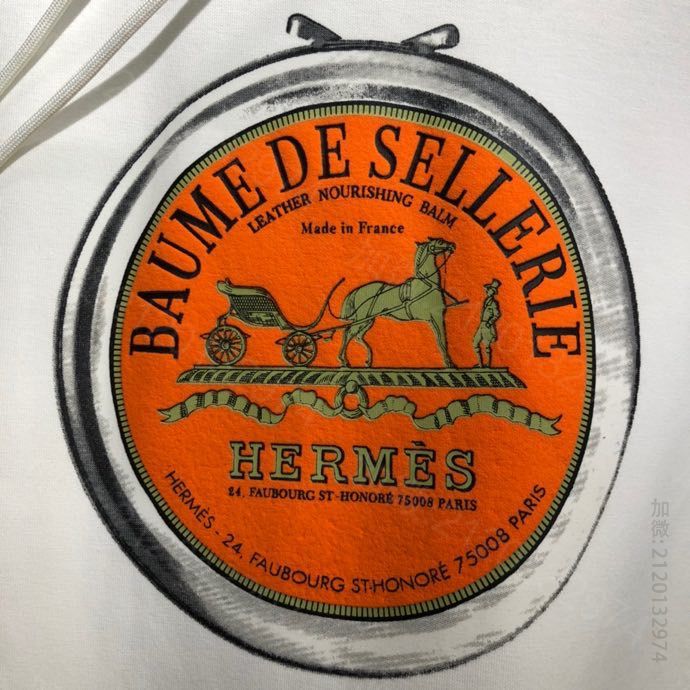 BAUME DE SELLERIE
LEATHER NOURISHING BALM
Made in France
HERMÈS
24, FAUBOURG ST-HONORÉ 75008 PARIS
HERMÈS - 24, FAUBOURG ST-HONORÉ 75008 PARIS
加微: 2120132974